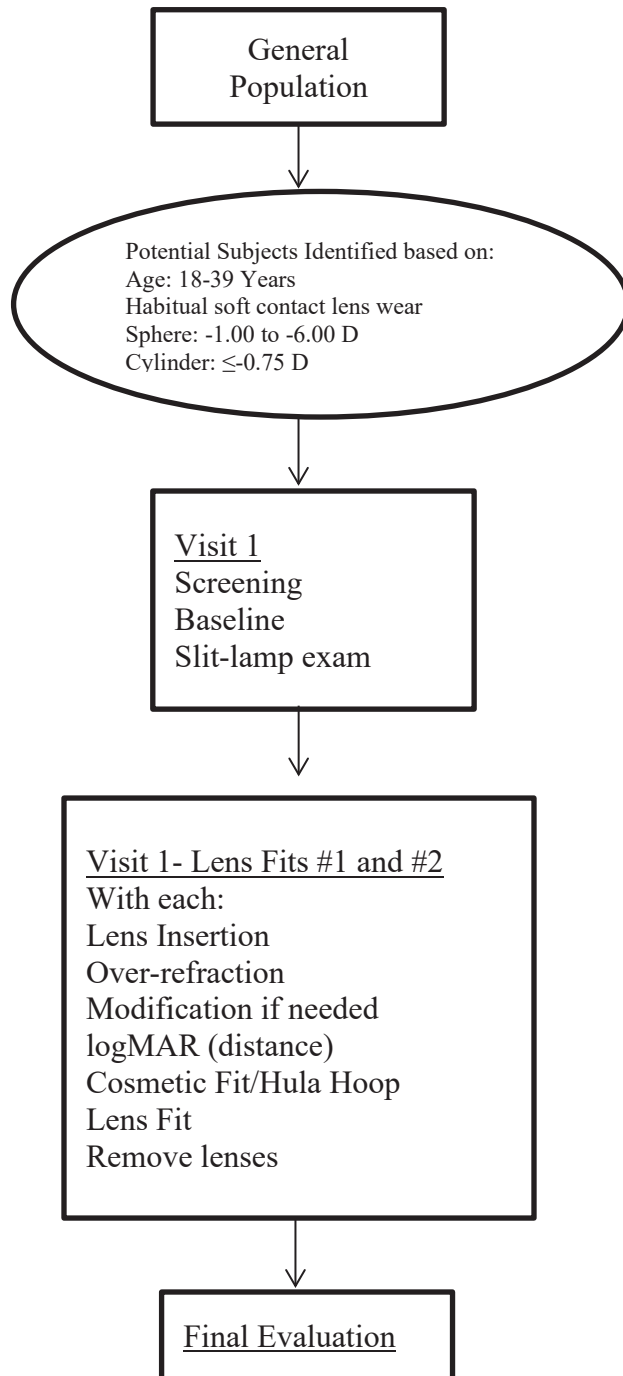 General
Population
Potential Subjects Identified based on:
Age: 18-39 Years
Habitual soft contact lens wear
Sphere: -1.00 to -6.00 D
Cylinder: ≤-0.75 D
Visit 1
Screening
Baseline
Slit-lamp exam
Visit 1- Lens Fits #1 and #2
With each:
Lens Insertion
Over-refraction
Modification if needed
logMAR (distance)
Cosmetic Fit/Hula Hoop
Lens Fit
Remove lenses
Final Evaluation